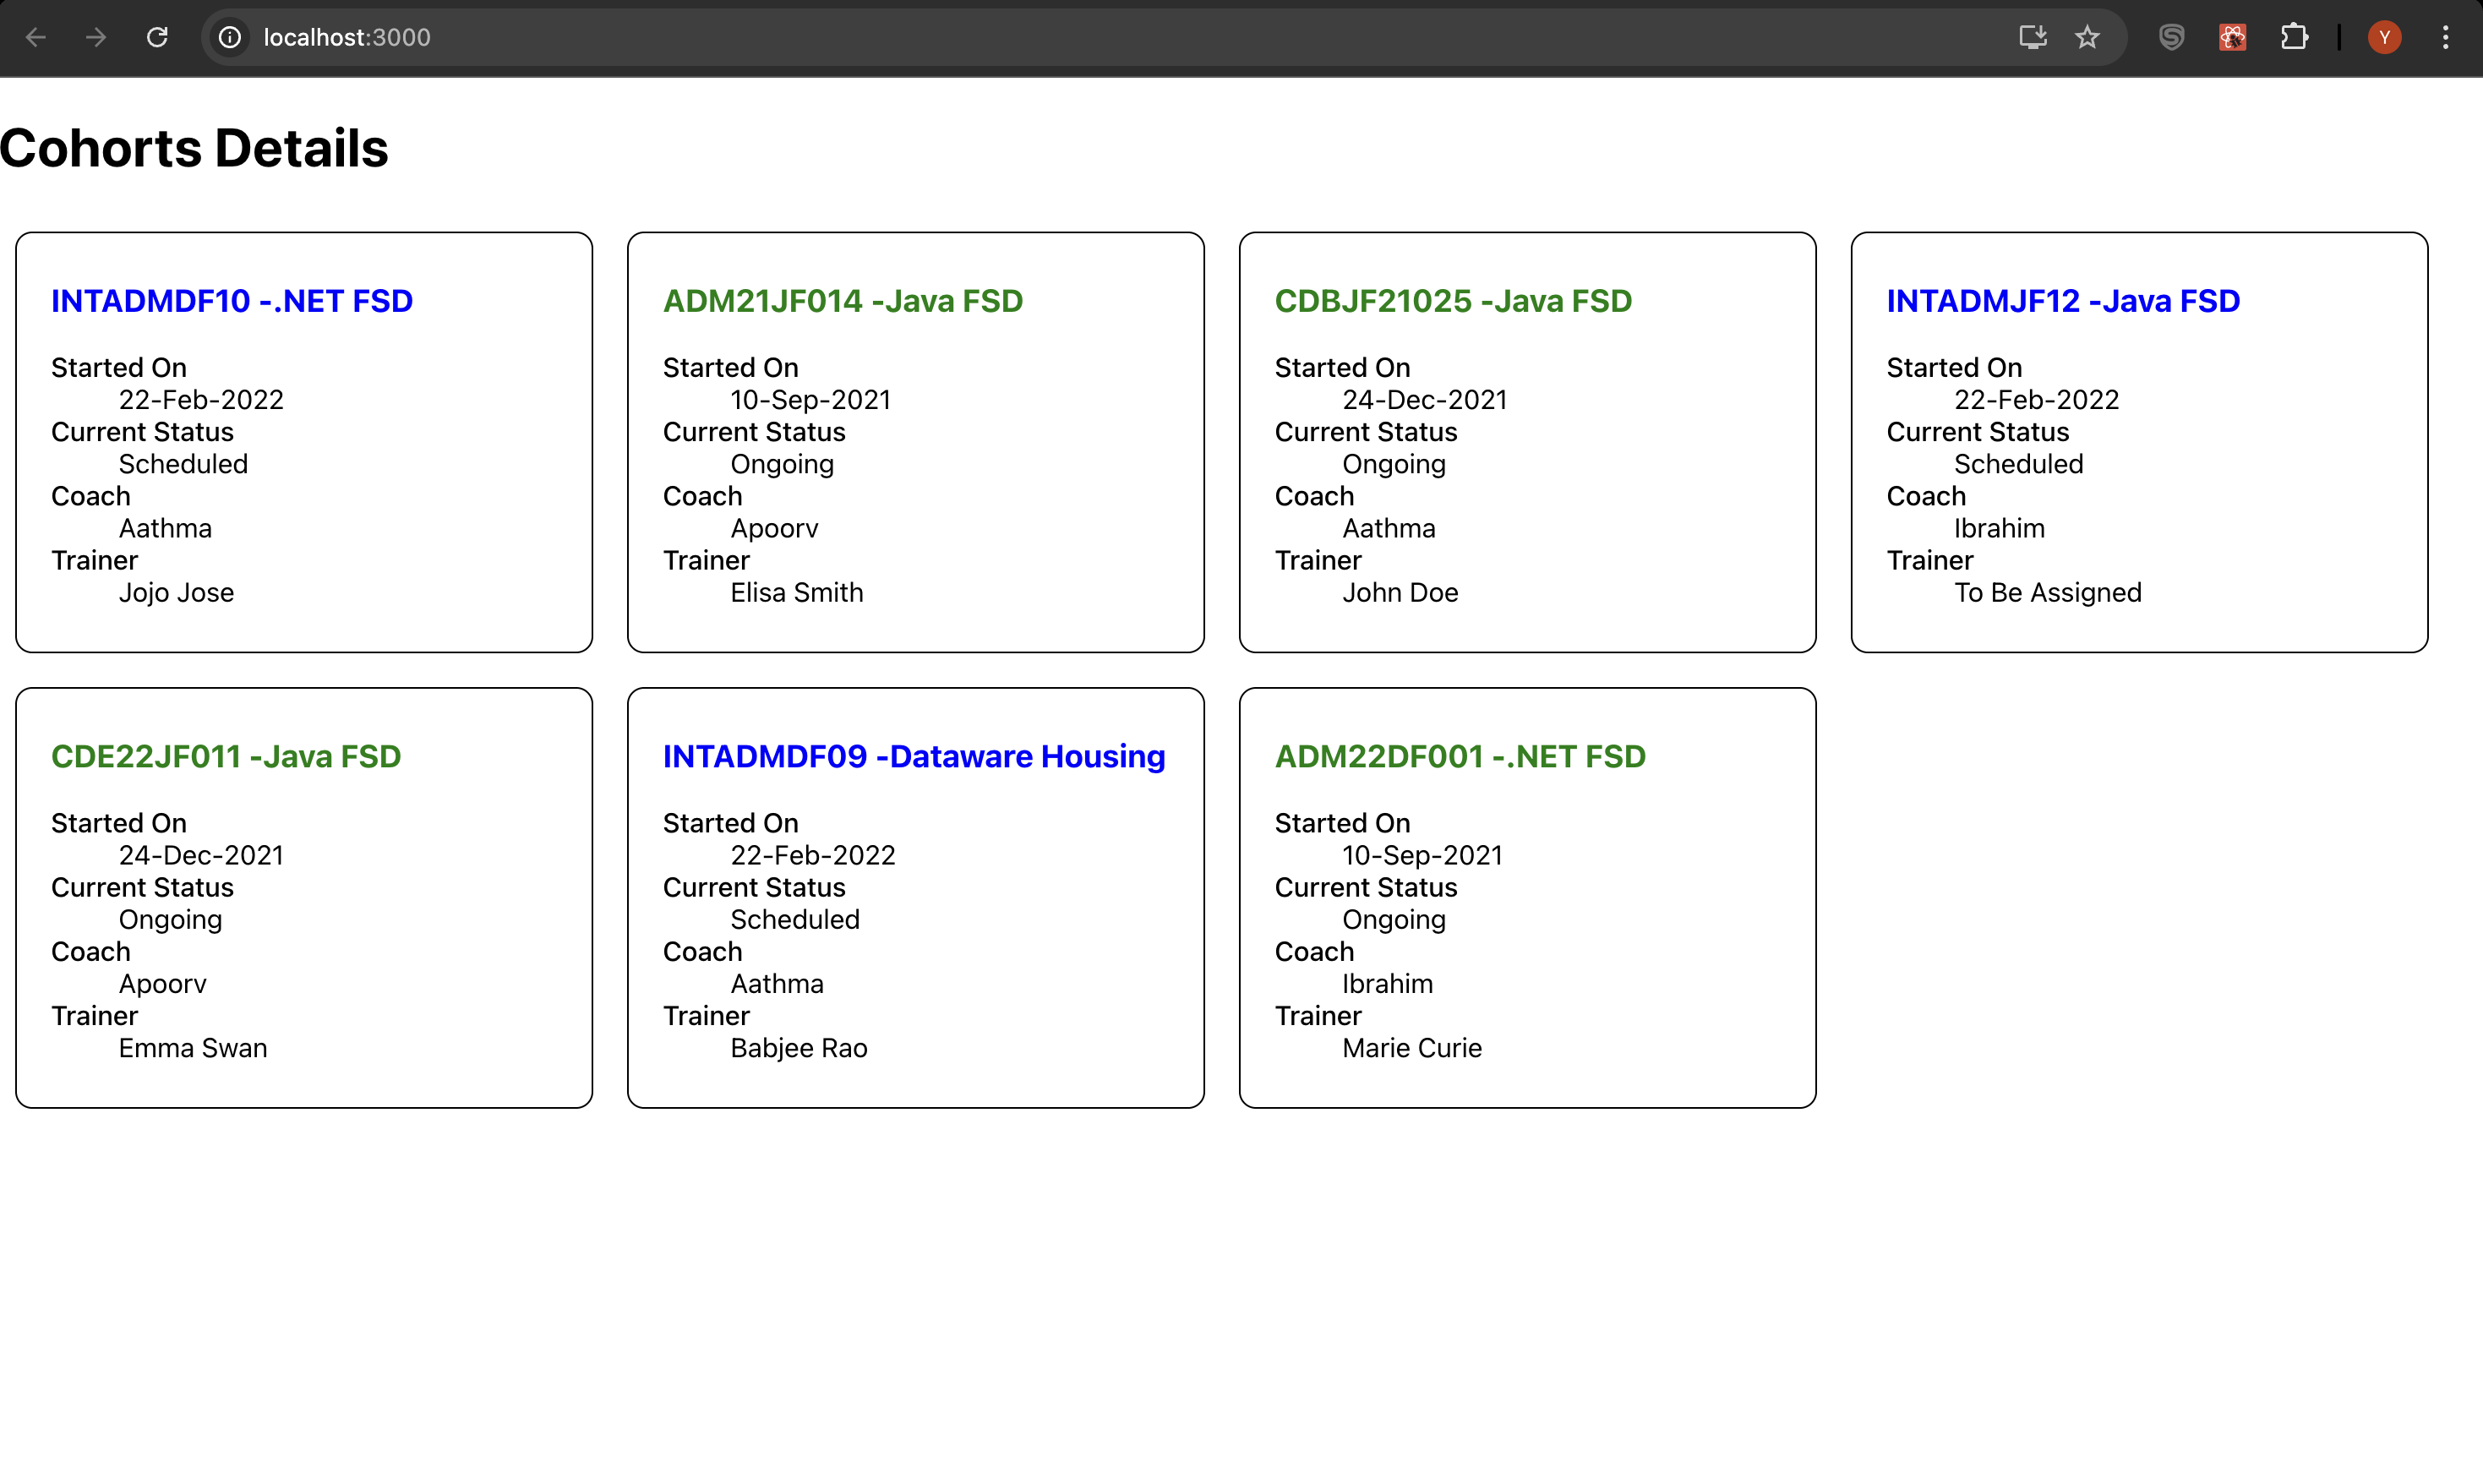 localhost:3000
Y
Cohorts Details
INTADMDF10 -.NET FSD
Started On
22-Feb-2022
Current Status
Scheduled
Coach
Aathma
Trainer
Jojo Jose
ADM21JF014 -Java FSD
Started On
10-Sep-2021
Current Status
Ongoing
Coach
Apoorv
Trainer
Elisa Smith
CDBJF21025 -Java FSD
Started On
24-Dec-2021
Current Status
Ongoing
Coach
Aathma
Trainer
John Doe
INTADMJF12 -Java FSD
Started On
22-Feb-2022
Current Status
Scheduled
Coach
Ibrahim
Trainer
To Be Assigned
CDE22JF011 -Java FSD
Started On
24-Dec-2021
Current Status
Ongoing
Coach
Apoorv
Trainer
Emma Swan
INTADMDF09 -Dataware Housing
Started On
22-Feb-2022
Current Status
Scheduled
Coach
Aathma
Trainer
Babjee Rao
ADM22DF001 -.NET FSD
Started On
10-Sep-2021
Current Status
Ongoing
Coach
Ibrahim
Trainer
Marie Curie